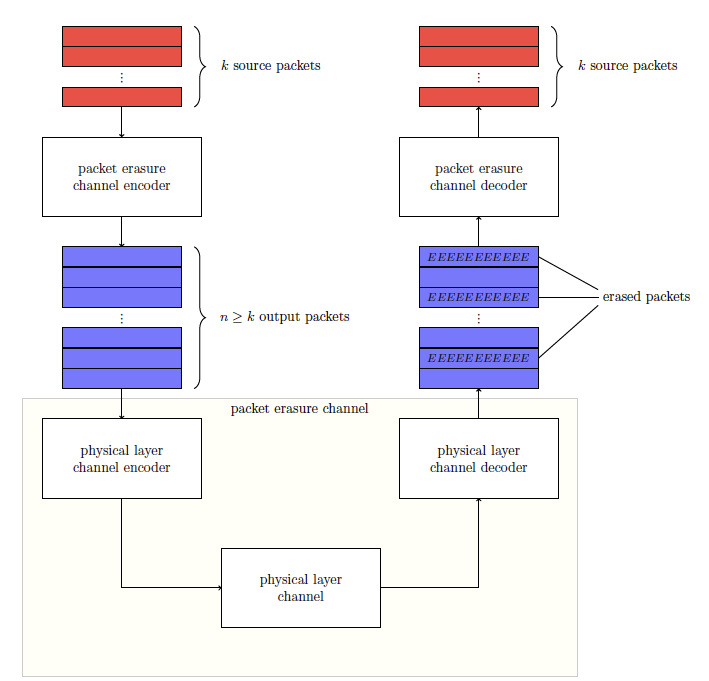 k source packets
k source packets
⋮
⋮
packet erasure
channel encoder
packet erasure
channel decoder
EEEEEEEEEEE
EEEEEEEEEEE
erased packets
n ≥ k output packets
⋮
⋮
EEEEEEEEEEE
packet erasure channel
physical layer
channel encoder
physical layer
channel decoder
physical layer
channel